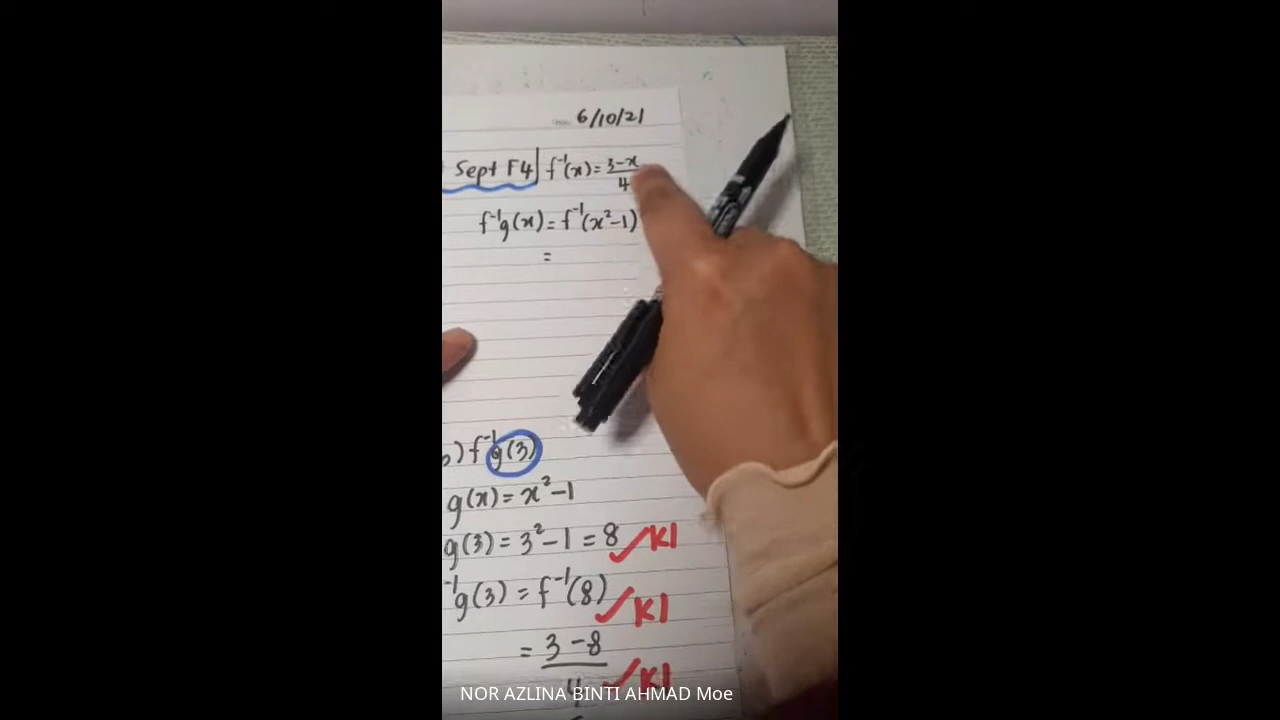 6/10/21
Sept F4 f⁻¹(x) = 3-x/4
f⁻¹g(x) = f⁻¹(x²-1)
=
) f⁻¹g(3)
g(x) = x²-1
g(3) = 3²-1 = 8 ✓K1
⁻¹g(3) = f⁻¹(8) ✓K1
= 3-8/4 ✓K1
NOR AZLINA BINTI AHMAD Moe